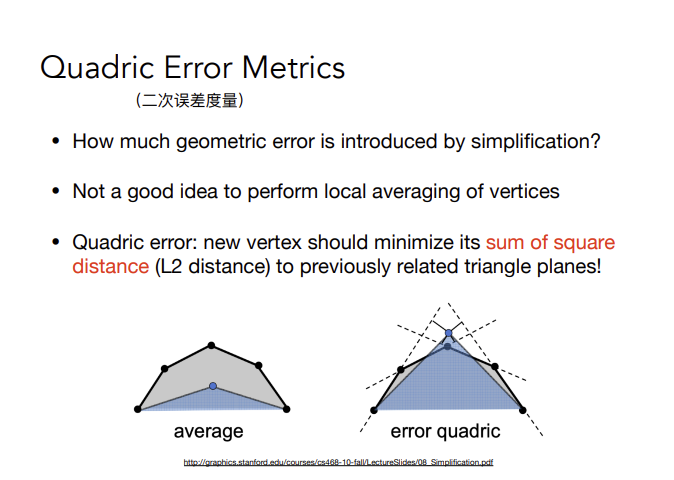 Quadric Error Metrics
(二次误差度量)
• How much geometric error is introduced by simplification?
• Not a good idea to perform local averaging of vertices
• Quadric error: new vertex should minimize its sum of square
distance (L2 distance) to previously related triangle planes!
average
error quadric
http://graphics.stanford.edu/courses/cs468-10-fall/LectureSlides/08_Simplification.pdf